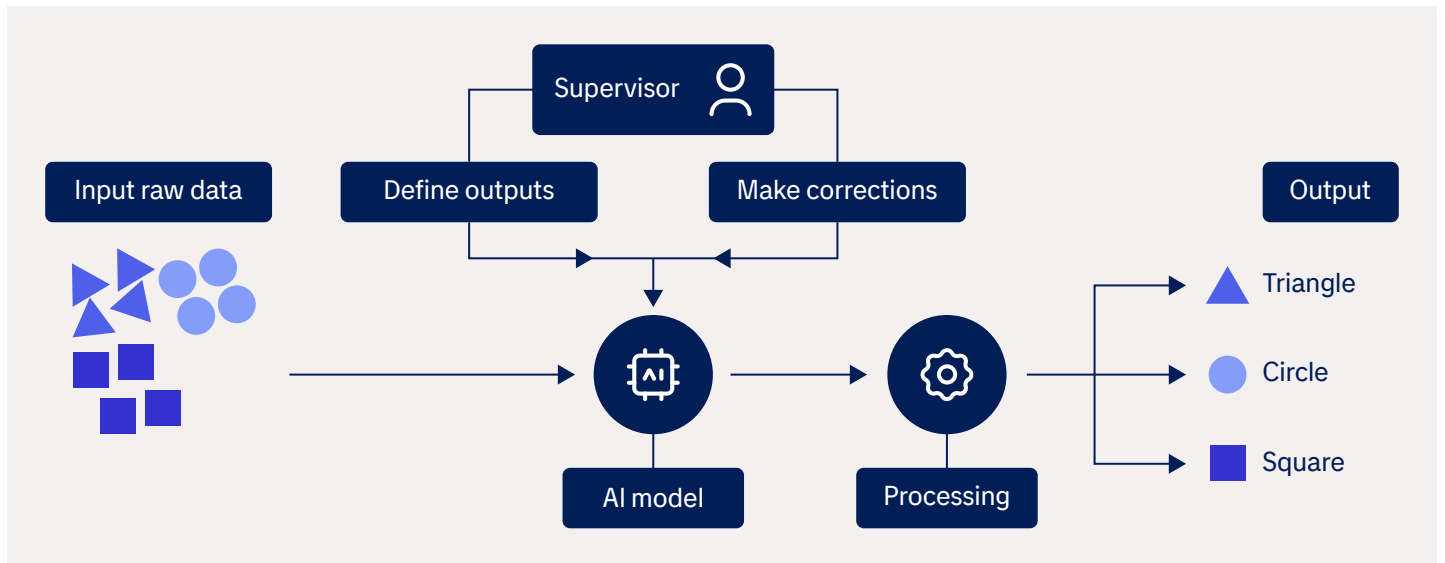 Supervisor
Input raw data
Define outputs
Make corrections
Output
Triangle
Circle
AI
Square
AI model
Processing